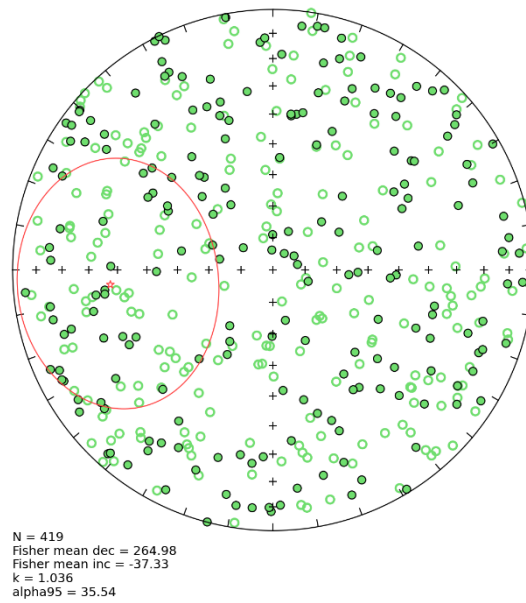 N = 419
Fisher mean dec = 264.98
Fisher mean inc = -37.33
k = 1.036
alpha95 = 35.54